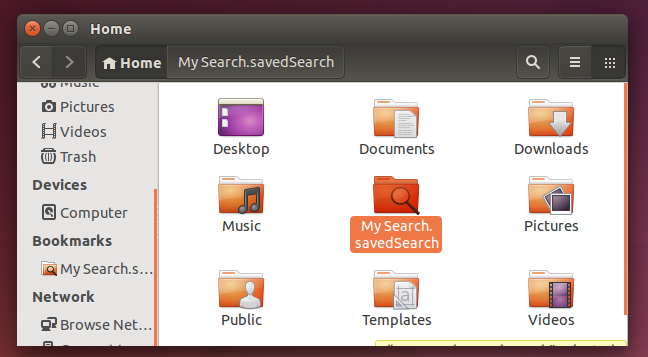 Home
Home
My Search.savedSearch
Music
Pictures
Videos
Trash
Devices
Computer
Bookmarks
My Search.s...
Network
Browse Net...
Desktop
Documents
Downloads
Music
My Search.
savedSearch
Pictures
Public
Templates
Videos